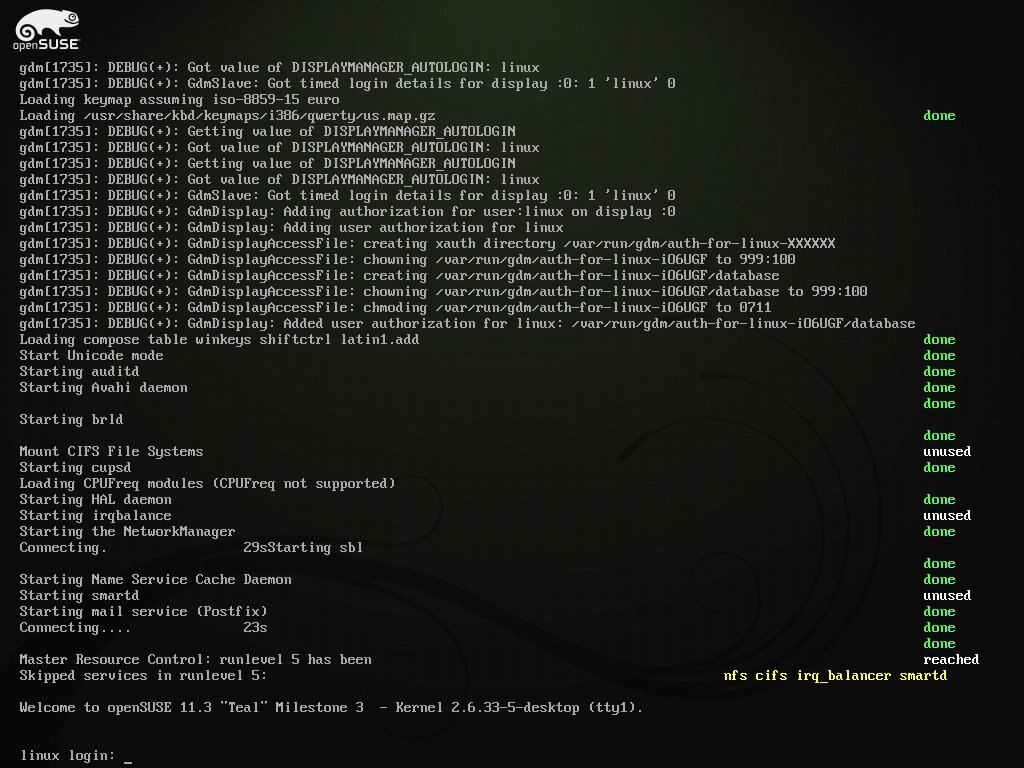 openSUSE
gdm[1735]: DEBUG(+): Got value of DISPLAYMANAGER_AUTOLOGIN: linux
gdm[1735]: DEBUG(+): GdmSlave: Got timed login details for display :0: 1 'linux' 0
Loading keymap assuming iso-8859-15 euro
Loading /usr/share/kbd/keymaps/i386/qwerty/us.map.gz done
gdm[1735]: DEBUG(+): Getting value of DISPLAYMANAGER_AUTOLOGIN
gdm[1735]: DEBUG(+): Got value of DISPLAYMANAGER_AUTOLOGIN: linux
gdm[1735]: DEBUG(+): Getting value of DISPLAYMANAGER_AUTOLOGIN
gdm[1735]: DEBUG(+): Got value of DISPLAYMANAGER_AUTOLOGIN: linux
gdm[1735]: DEBUG(+): GdmSlave: Got timed login details for display :0: 1 'linux' 0
gdm[1735]: DEBUG(+): GdmDisplay: Adding authorization for user:linux on display :0
gdm[1735]: DEBUG(+): GdmDisplay: Adding user authorization for linux
gdm[1735]: DEBUG(+): GdmDisplayAccessFile: creating xauth directory /var/run/gdm/auth-for-linux-XXXXXX
gdm[1735]: DEBUG(+): GdmDisplayAccessFile: chowning /var/run/gdm/auth-for-linux-iO6UGF to 999:100
gdm[1735]: DEBUG(+): GdmDisplayAccessFile: creating /var/run/gdm/auth-for-linux-iO6UGF/database
gdm[1735]: DEBUG(+): GdmDisplayAccessFile: chowning /var/run/gdm/auth-for-linux-iO6UGF/database to 999:100
gdm[1735]: DEBUG(+): GdmDisplayAccessFile: chmoding /var/run/gdm/auth-for-linux-iO6UGF to 0711
gdm[1735]: DEBUG(+): GdmDisplay: Added user authorization for linux: /var/run/gdm/auth-for-linux-iO6UGF/database
Loading compose table winkeys shiftctrl latin1.add done
Start Unicode mode done
Starting auditd done
Starting Avahi daemon done
done
Starting brld
done
Mount CIFS File Systems unused
Starting cupsd done
Loading CPUFreq modules (CPUFreq not supported)
Starting HAL daemon done
Starting irqbalance unused
Starting the NetworkManager done
Connecting. 29sStarting sbl
done
Starting Name Service Cache Daemon done
Starting smartd unused
Starting mail service (Postfix) done
Connecting.... 23s done
done
Master Resource Control: runlevel 5 has been reached
Skipped services in runlevel 5: nfs cifs irq_balancer smartd
Welcome to openSUSE 11.3 "Teal" Milestone 3 - Kernel 2.6.33-5-desktop (tty1).
linux login: _